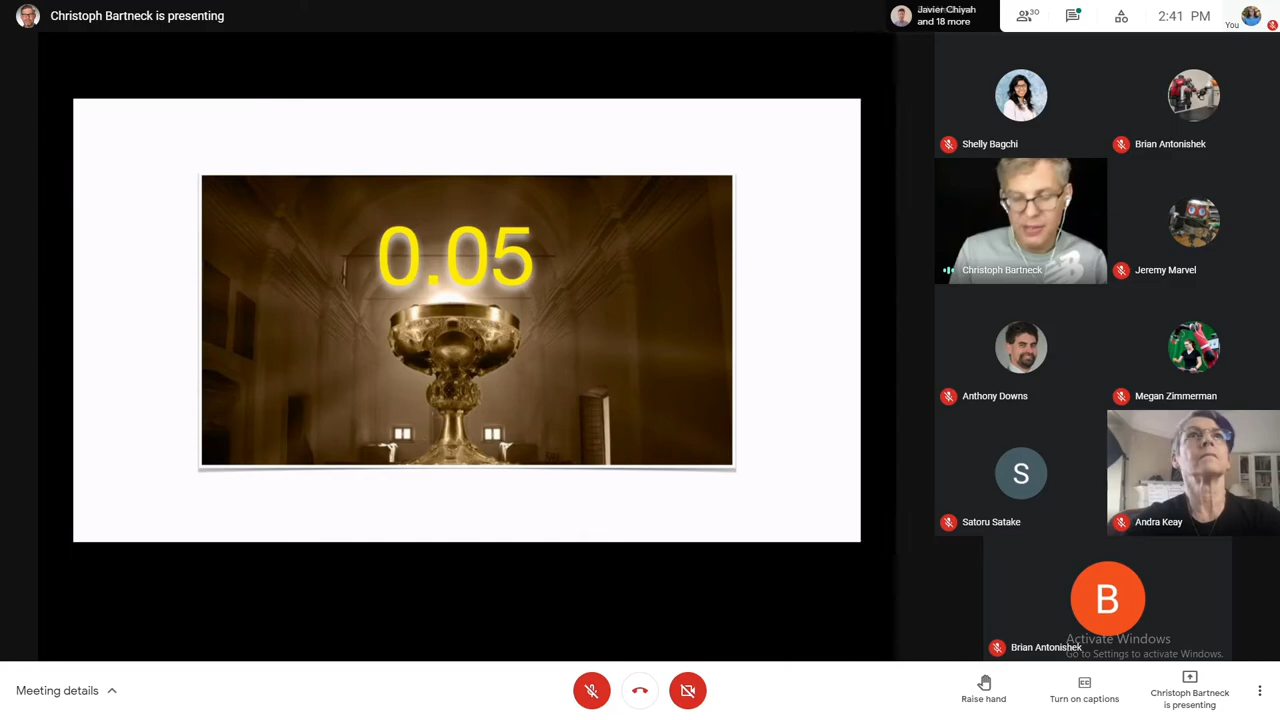 Christoph Bartneck is presenting
Javier Chiyah
and 18 more
30
2:41 PM
You
0.05
Shelly Bagchi
Brian Antonishek
Christoph Bartneck
Jeremy Marvel
Anthony Downs
Megan Zimmerman
S
Satoru Satake
Andra Keay
B
Brian Antonishek
Activate Windows
Go to Settings to activate Windows.
Meeting details
Raise hand
CC
Turn on captions
Christoph Bartneck
is presenting